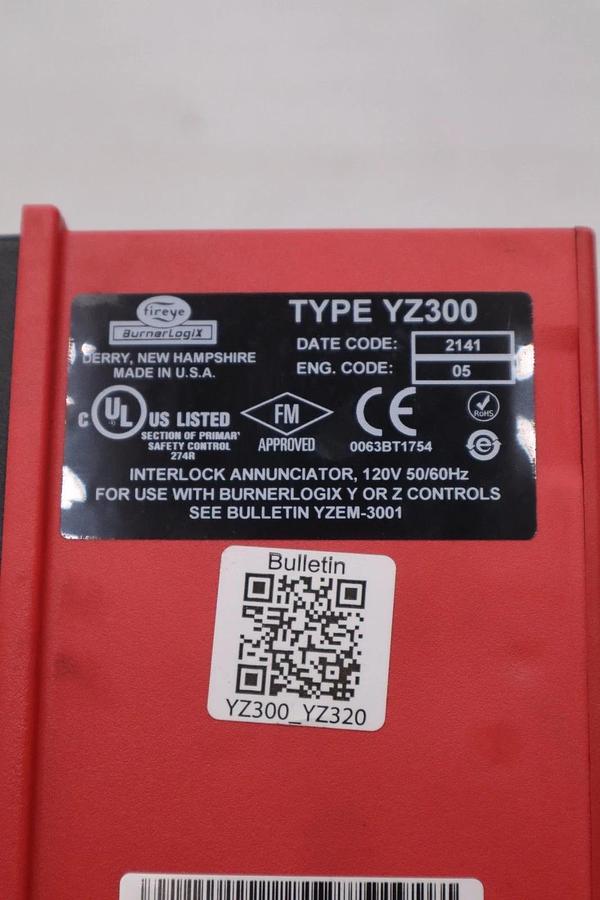 fireye
BurnerLogiX
DERRY, NEW HAMPSHIRE
MADE IN U.S.A.
TYPE YZ300
DATE CODE: 2141
ENG. CODE: 05
C UL US LISTED
SECTION OF PRIMARY
SAFETY CONTROL
274R
FM
APPROVED
CE
0063BT1754
RoHS
e
INTERLOCK ANNUNCIATOR, 120V 50/60Hz
FOR USE WITH BURNERLOGIX Y OR Z CONTROLS
SEE BULLETIN YZEM-3001
Bulletin
YZ300_YZ320